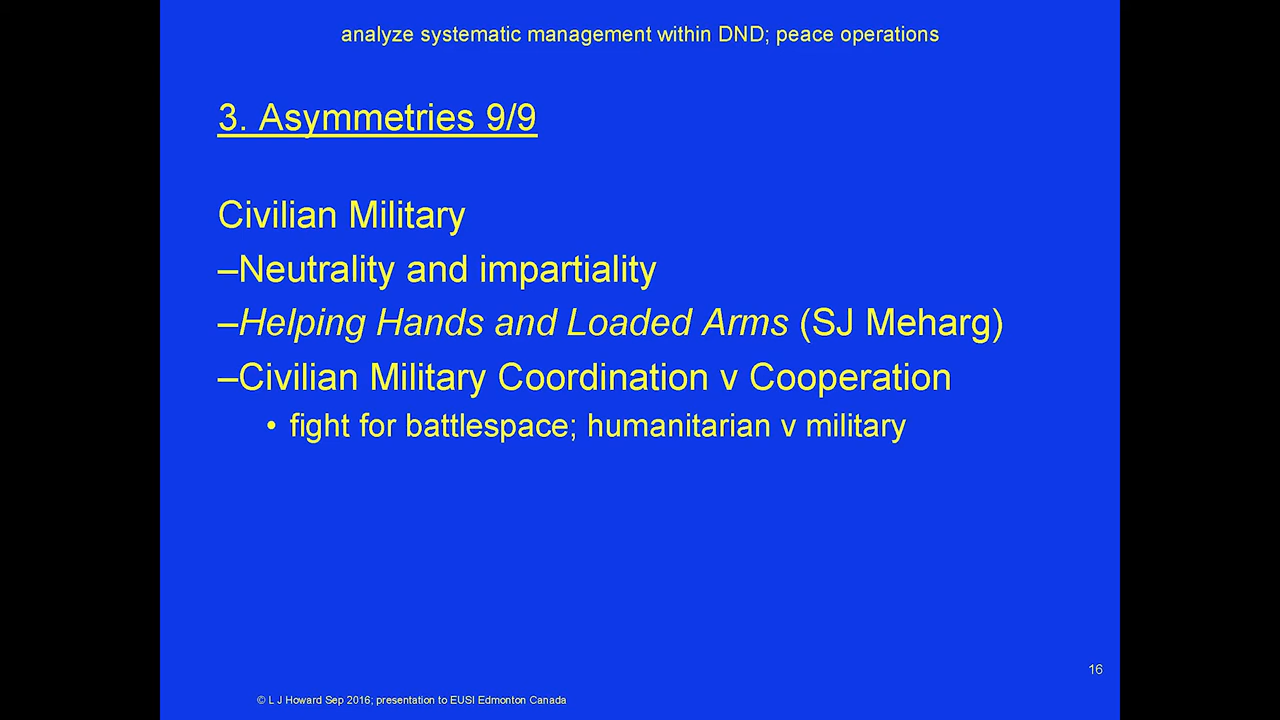 analyze systematic management within DND; peace operations
3. Asymmetries 9/9
Civilian Military
–Neutrality and impartiality
–Helping Hands and Loaded Arms (SJ Meharg)
–Civilian Military Coordination v Cooperation
• fight for battlespace; humanitarian v military
16
© L J Howard Sep 2016; presentation to EUSI Edmonton Canada